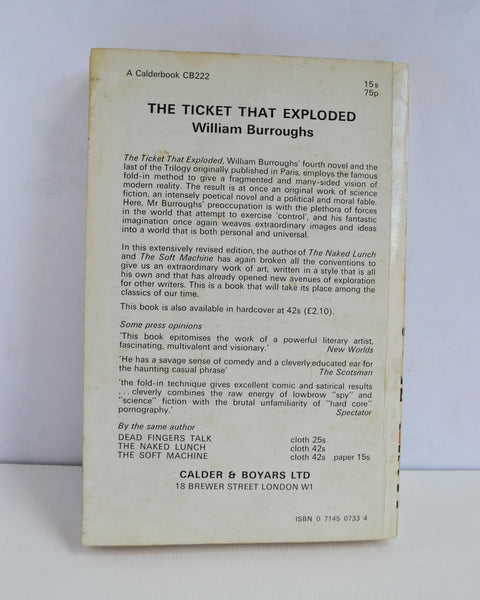 A Calderbook CB222
15s
75p
THE TICKET THAT EXPLODED
William Burroughs
The Ticket That Exploded, William Burroughs' fourth novel and the
last of the Trilogy originally published in Paris, employs the famous
fold-in method to give a fragmented and many-sided vision of
modern reality. The result is at once an original work of science
fiction, an intensely poetical novel and a political and moral fable.
Here, Mr Burroughs' preoccupation is with the plethora of forces
in the world that attempt to exercise 'control', and his fantastic
imagination once again weaves extraordinary images and ideas
into a world that is both personal and universal.
In this extensively revised edition, the author of The Naked Lunch
and The Soft Machine has again broken all the conventions to
give us an extraordinary work of art, written in a style that is all
his own and that has already opened new avenues of exploration
for other writers. This is a book that will take its place among the
classics of our time.
This book is also available in hardcover at 42s (£2.10).
Some press opinions
'This book epitomises the work of a powerful literary artist,
fascinating, multivalent and visionary.' New Worlds
'He has a savage sense of comedy and a cleverly educated ear for
the haunting casual phrase' The Scotsman
'the fold-in technique gives excellent comic and satirical results
. . . cleverly combines the raw energy of lowbrow "spy" and
"science" fiction with the brutal unfamiliarity of "hard core"
pornography.' Spectator
By the same author
DEAD FINGERS TALK cloth 25s
THE NAKED LUNCH cloth 42s
THE SOFT MACHINE cloth 42s paper 15s
CALDER & BOYARS LTD
18 BREWER STREET LONDON W1
ISBN 0 7145 0733 4